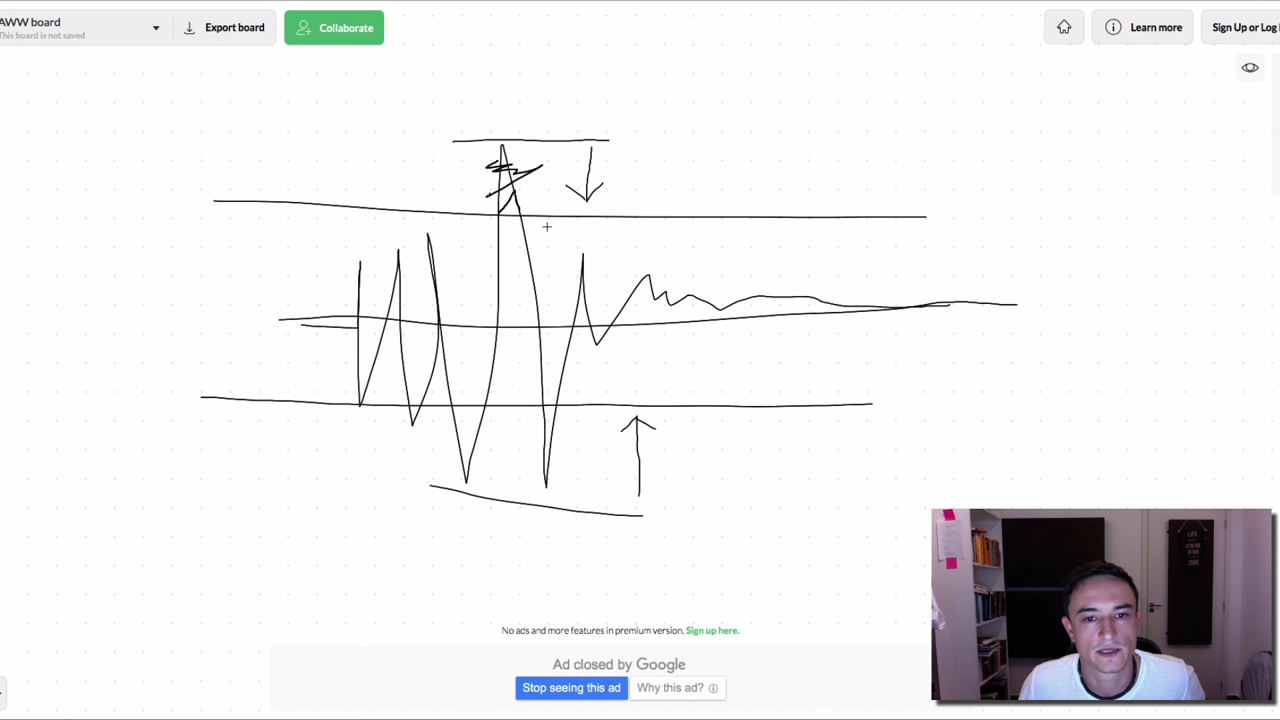 AWW board
This board is not saved
Export board
Collaborate
Learn more
Sign Up or Log
No ads and more features in premium version. Sign up here.
Ad closed by Google
Stop seeing this ad
Why this ad?
LIFE
ZONE